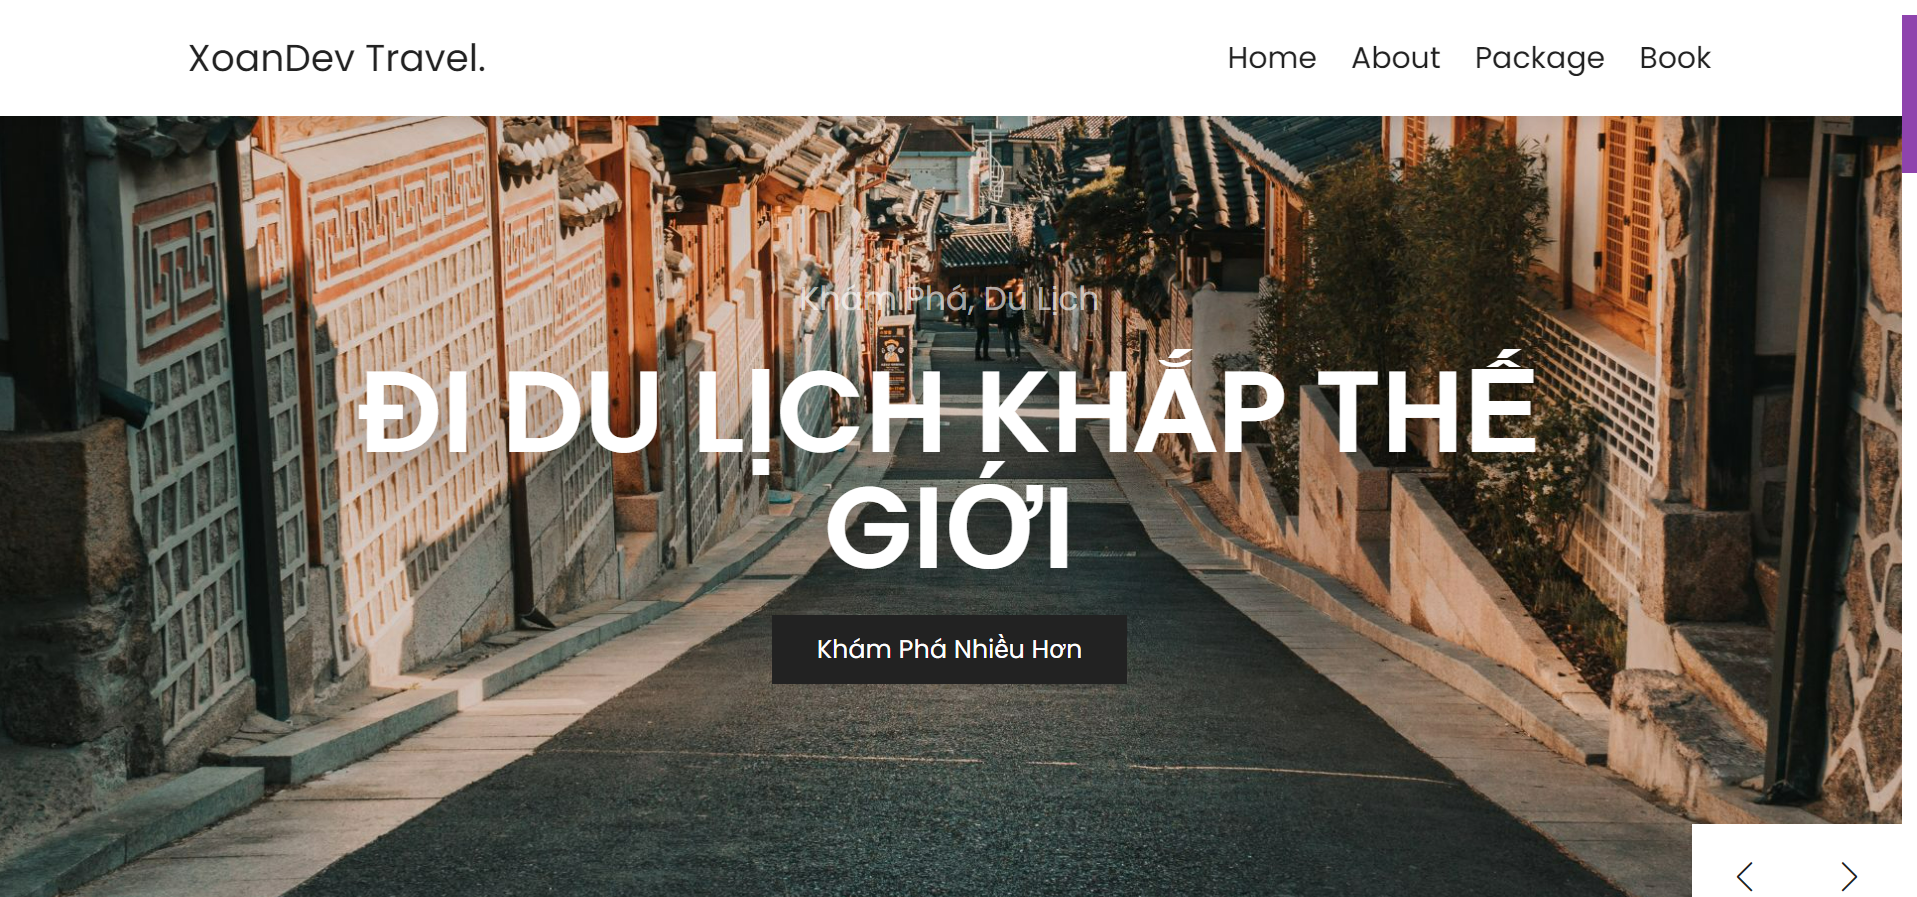 XoanDev Travel.
Home About Package Book
Khám Phá, Du Lịch
ĐI DU LỊCH KHẮP THẾ
GIỚI
Khám Phá Nhiều Hơn